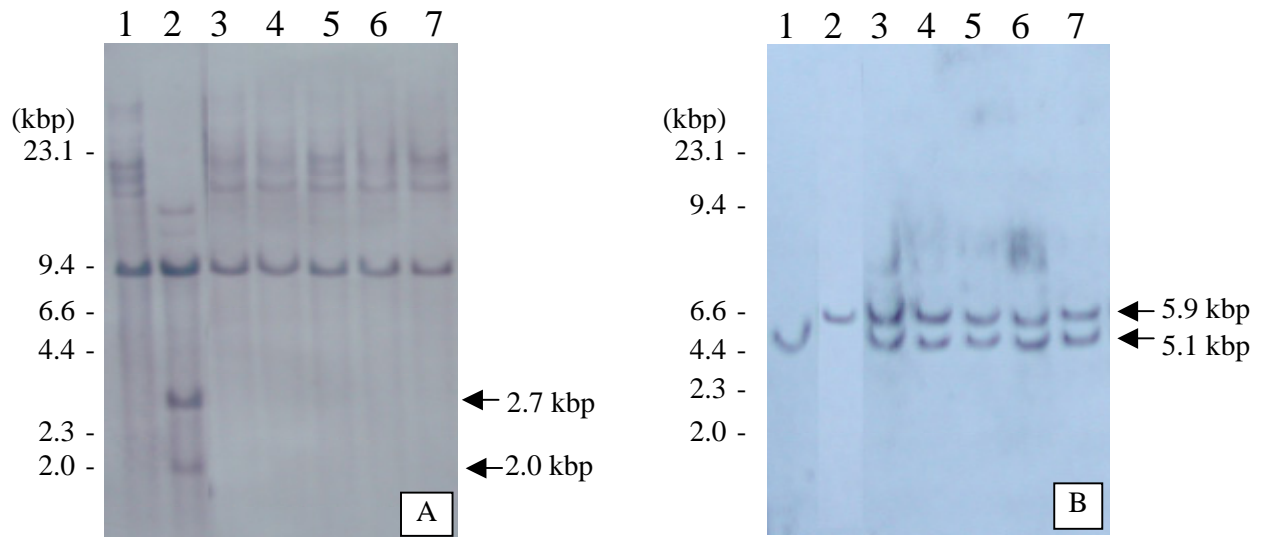 1 2 3 4 5 6 7
(kbp)
23.1 -
9.4 -
6.6 -
4.4 -
2.3 -
2.0 -
2.7 kbp
2.0 kbp
A
1 2 3 4 5 6 7
(kbp)
23.1 -
9.4 -
6.6 -
4.4 -
2.3 -
2.0 -
5.9 kbp
5.1 kbp
B